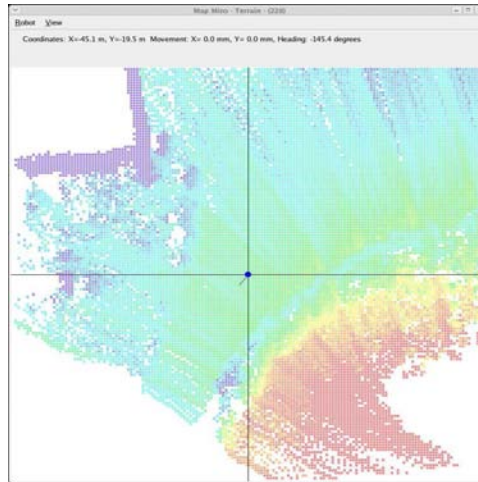 Map Miro - Terrain - (220)
Robot View
Coordinates: X=-45.1 m, Y=-19.5 m Movement: X= 0.0 mm, Y= 0.0 mm, Heading: -145.4 degrees